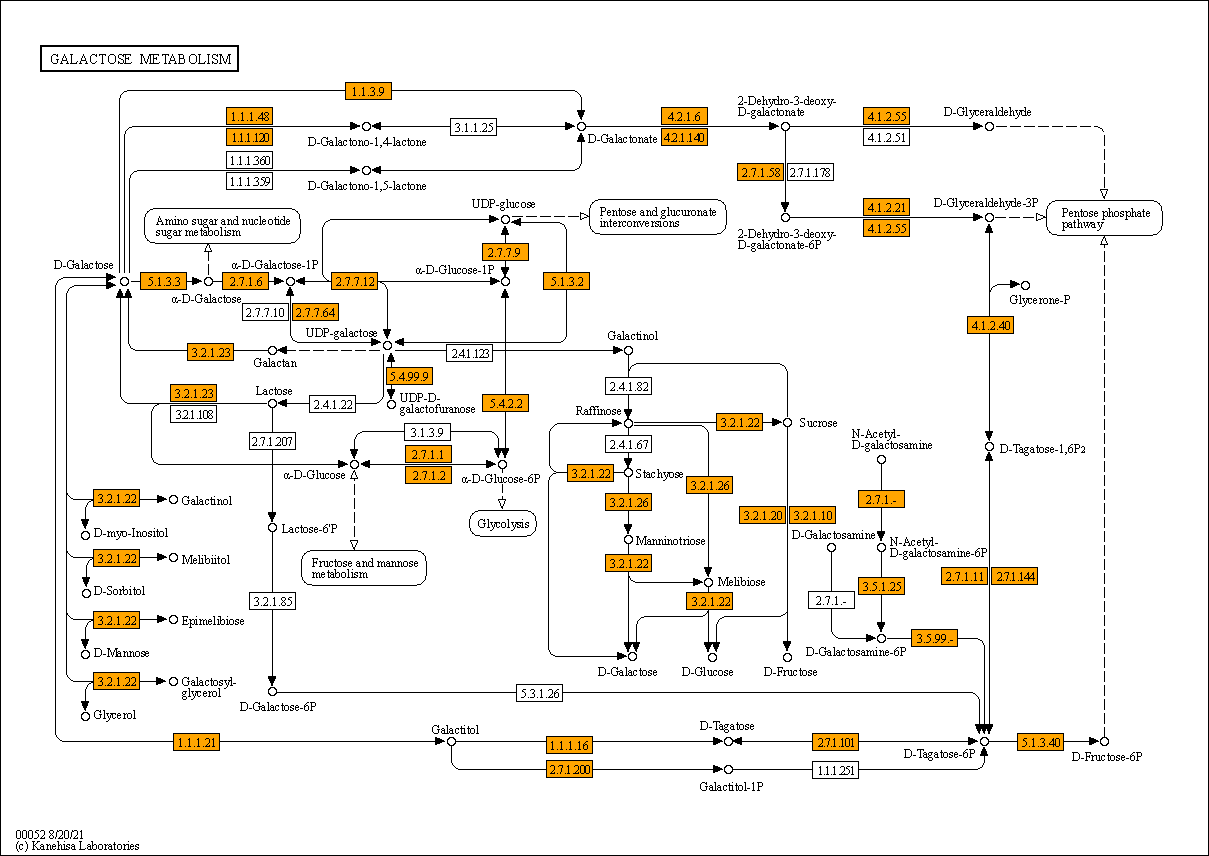 GALACTOSE METABOLISM
1.1.3.9
1.1.1.48
1.1.1.120
D-Galactono-1,4-lactone
3.1.1.25
D-Galactonate
4.2.1.6
4.2.1.140
2-Dehydro-3-deoxy-
D-galactonate
4.1.2.55
4.1.2.51
D-Glyceraldehyde
1.1.1.360
1.1.1.359
D-Galactono-1,5-lactone
2.7.1.58
2.7.1.178
Amino sugar and nucleotide
sugar metabolism
UDP-glucose
Pentose and glucuronate
interconversions
2-Dehydro-3-deoxy-
D-galactonate-6P
4.1.2.21
4.1.2.55
D-Glyceraldehyde-3P
Pentose phosphate
pathway
D-Galactose
5.1.3.3
α-D-Galactose
2.7.1.6
α-D-Galactose-1P
2.7.7.12
α-D-Glucose-1P
2.7.7.9
5.1.3.2
2.7.7.10
2.7.7.64
Glycerone-P
4.1.2.40
UDP-galactose
3.2.1.23
Galactan
2.4.1.123
Galactinol
5.4.99.9
UDP-D-
galactofuranose
3.2.1.23
3.2.1.108
Lactose
2.4.1.22
5.4.2.2
2.4.1.82
Raffinose
3.2.1.22
Sucrose
2.7.1.207
3.1.3.9
2.7.1.1
2.7.1.2
α-D-Glucose
α-D-Glucose-6P
2.4.1.67
3.2.1.22
Stachyose
3.2.1.26
3.2.1.26
N-Acetyl-
D-galactosamine
D-Tagatose-1,6P2
2.7.1.-
3.2.1.22
Galactinol
D-myo-Inositol
Lactose-6'P
Glycolysis
Manninotriose
3.2.1.20
3.2.1.10
D-Galactosamine
N-Acetyl-
D-galactosamine-6P
3.2.1.22
Melibiitol
D-Sorbitol
Fructose and mannose
metabolism
3.2.1.22
Melibiose
3.2.1.22
2.7.1.-
3.5.1.25
2.7.1.11
2.7.1.144
3.2.1.85
3.2.1.22
Epimelibiose
D-Mannose
3.5.99.-
D-Galactosamine-6P
D-Galactose
D-Glucose
D-Fructose
3.2.1.22
Galactosyl-
glycerol
Glycerol
D-Galactose-6P
5.3.1.26
1.1.1.21
Galactitol
1.1.1.16
D-Tagatose
2.7.1.101
D-Tagatose-6P
5.1.3.40
D-Fructose-6P
2.7.1.200
Galactitol-1P
1.1.1.251
00052 8/20/21
(c) Kanehisa Laboratories